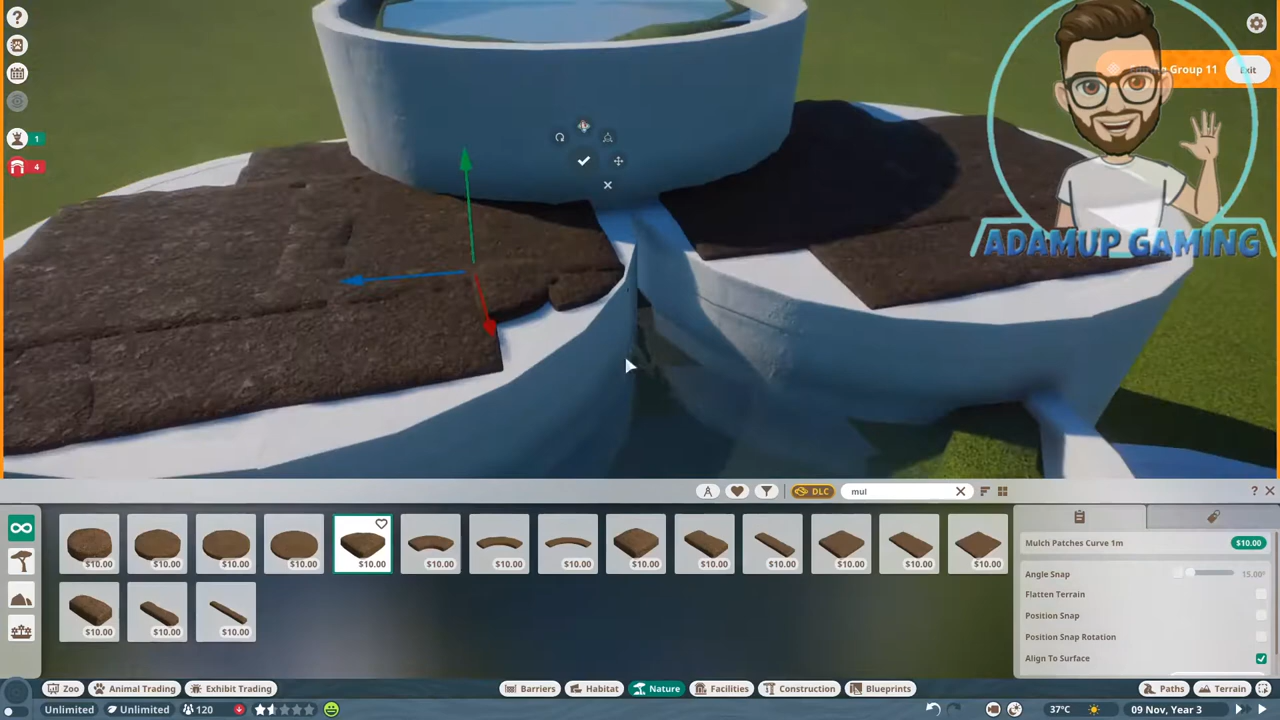 ?
1
4
Group 11
Exit
ADAMUP GAMING
DLC
mul
?
$10.00 $10.00 $10.00 $10.00 $10.00 $10.00 $10.00 $10.00 $10.00 $10.00 $10.00 $10.00 $10.00 $10.00
$10.00 $10.00 $10.00
Mulch Patches Curve 1m $10.00
Angle Snap 15.00°
Flatten Terrain
Position Snap
Position Snap Rotation
Align To Surface
Zoo Animal Trading Exhibit Trading Barriers Habitat Nature Facilities Construction Blueprints Paths Terrain
Unlimited Unlimited 120 37°C 09 Nov, Year 3